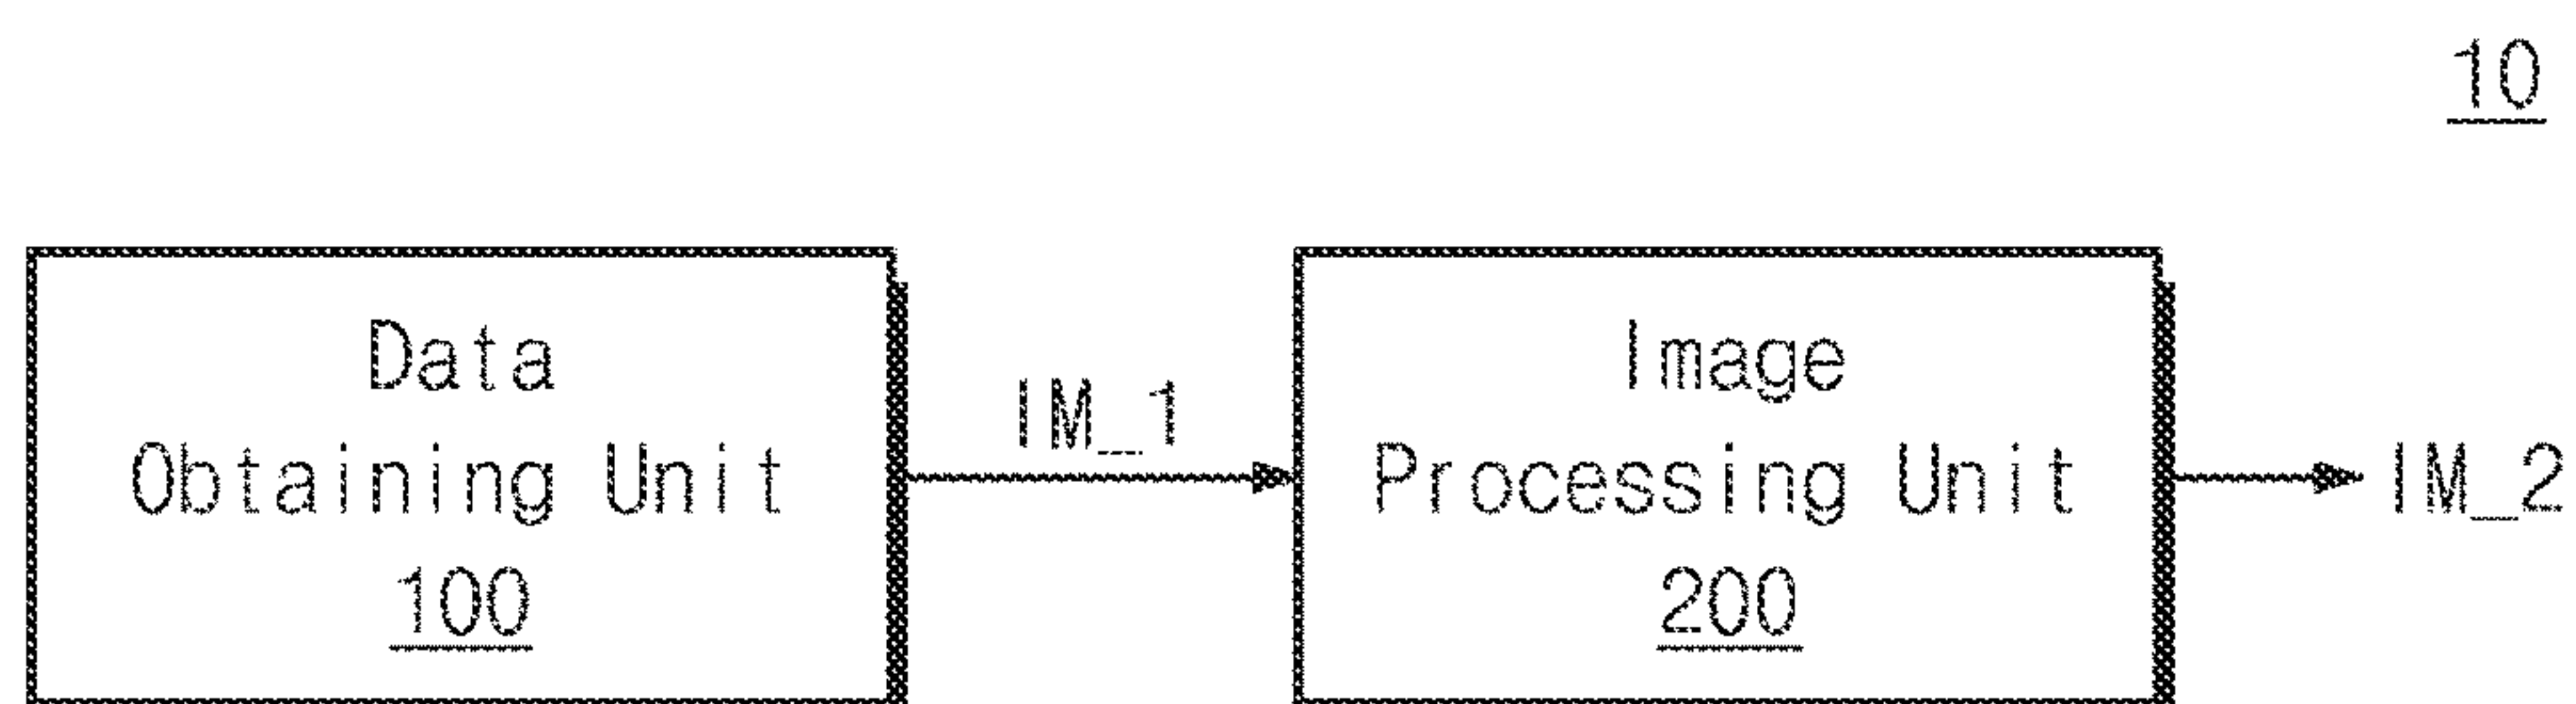 10
Data
Obtaining Unit
100
IM_1
Image
Processing Unit
200
IM_2